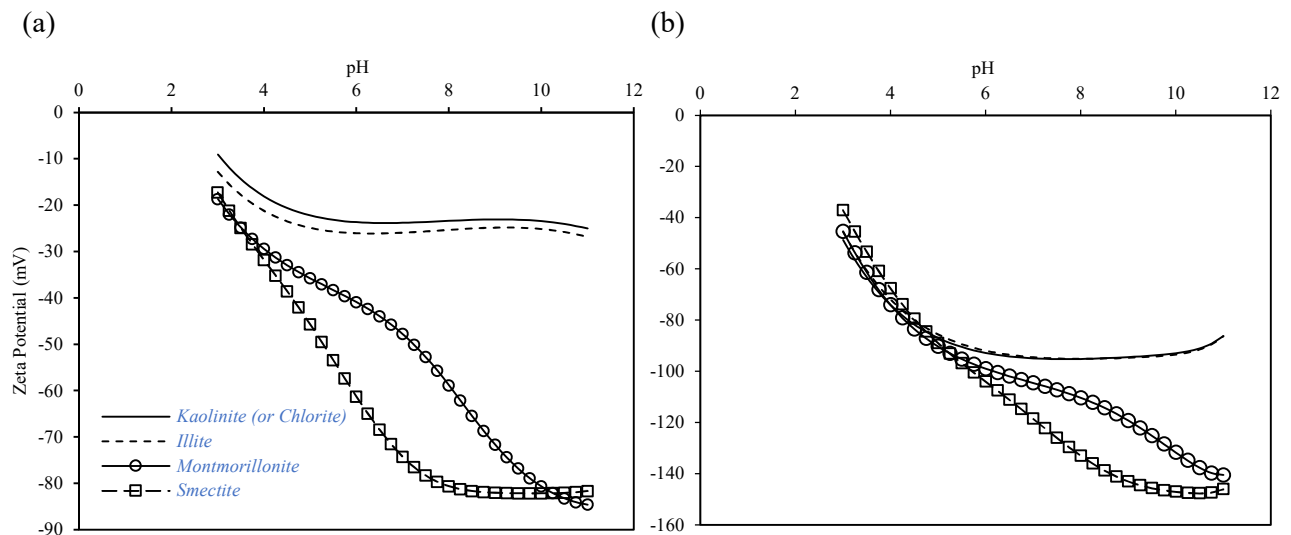 (a)
(b)
pH
0 2 4 6 8 10 12
0
-10
-20
-30
-40
-50
-60
-70
-80
-90
Zeta Potential (mV)
Kaolinite (or Chlorite)
Illite
Montmorillonite
Smectite
pH
0 2 4 6 8 10 12
0
-20
-40
-60
-80
-100
-120
-140
-160